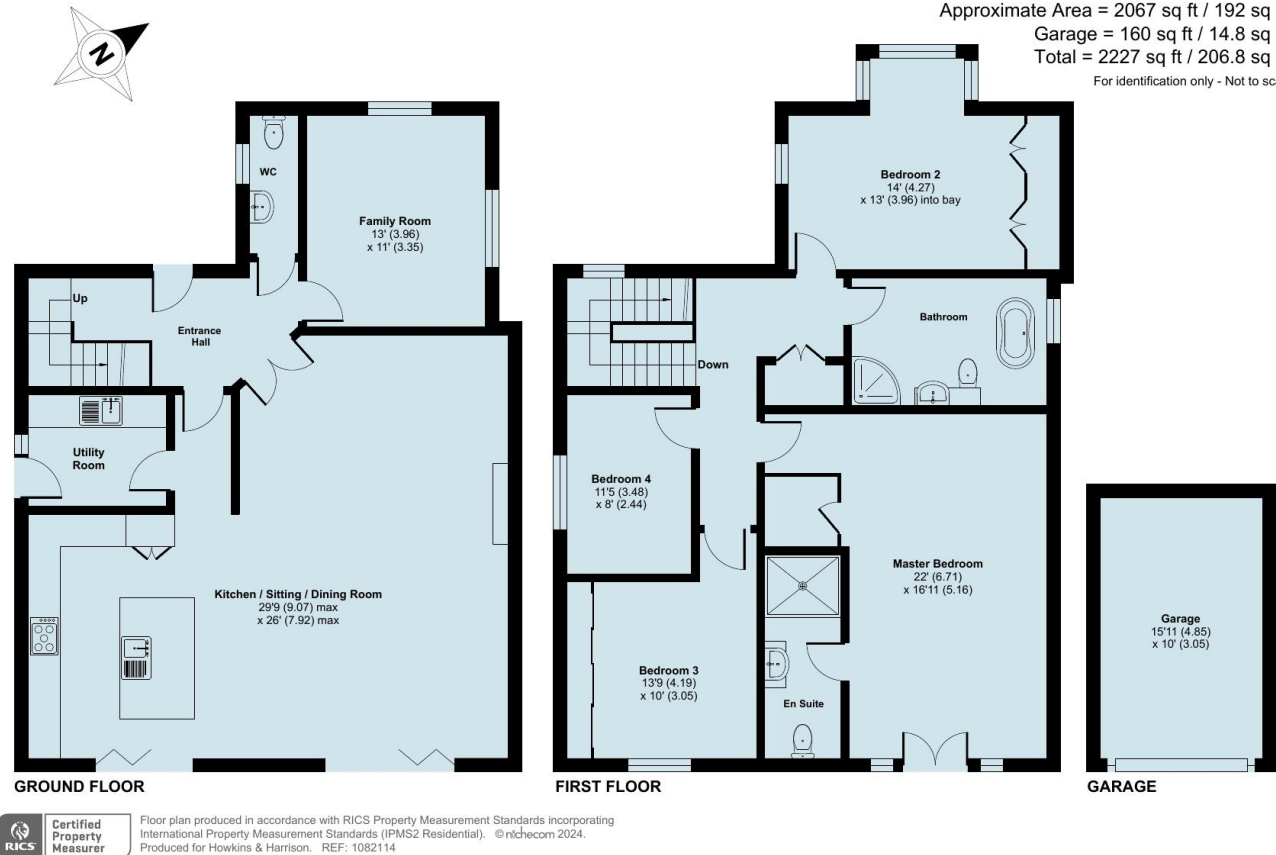 Approximate Area = 2067 sq ft / 192 sq
Garage = 160 sq ft / 14.8 sq
Total = 2227 sq ft / 206.8 sq
For identification only - Not to sc
N
WC
Family Room
13' (3.96)
x 11' (3.35)
Up
Entrance
Hall
Utility
Room
Kitchen / Sitting / Dining Room
29'9 (9.07) max
x 26' (7.92) max
GROUND FLOOR
Bedroom 2
14' (4.27)
x 13' (3.96) into bay
Bathroom
Down
Bedroom 4
11'5 (3.48)
x 8' (2.44)
Master Bedroom
22' (6.71)
x 16'11 (5.16)
Bedroom 3
13'9 (4.19)
x 10' (3.05)
En Suite
FIRST FLOOR
Garage
15'11 (4.85)
x 10' (3.05)
GARAGE
RICS
Certified
Property
Measurer
Floor plan produced in accordance with RICS Property Measurement Standards incorporating
International Property Measurement Standards (IPMS2 Residential). © nichecom 2024.
Produced for Howkins & Harrison. REF: 1082114